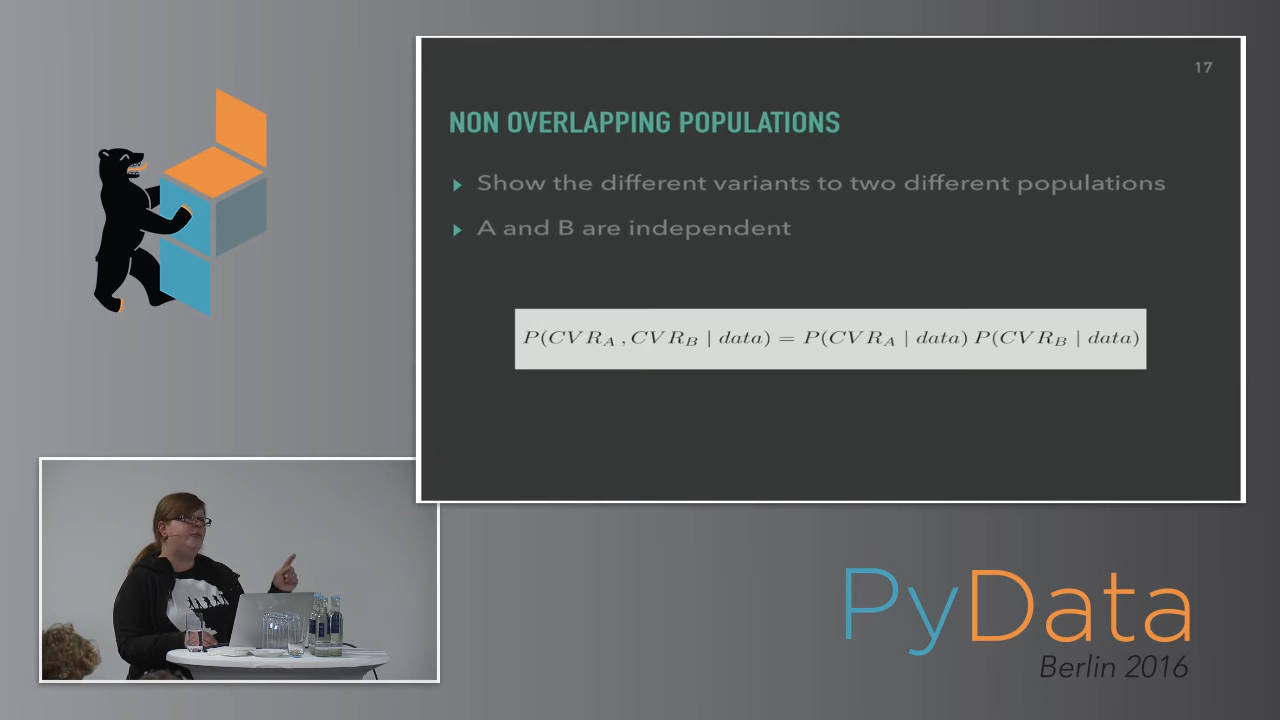 17
NON OVERLAPPING POPULATIONS
Show the different variants to two different populations
A and B are independent
P(CVR_A , CVR_B | data) = P(CVR_A | data) P(CVR_B | data)
PyData
Berlin 2016